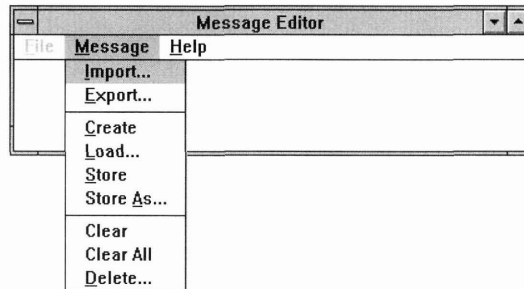 Message Editor
File Message Help
Import...
Export...
Create
Load...
Store
Store As...
Clear
Clear All
Delete...